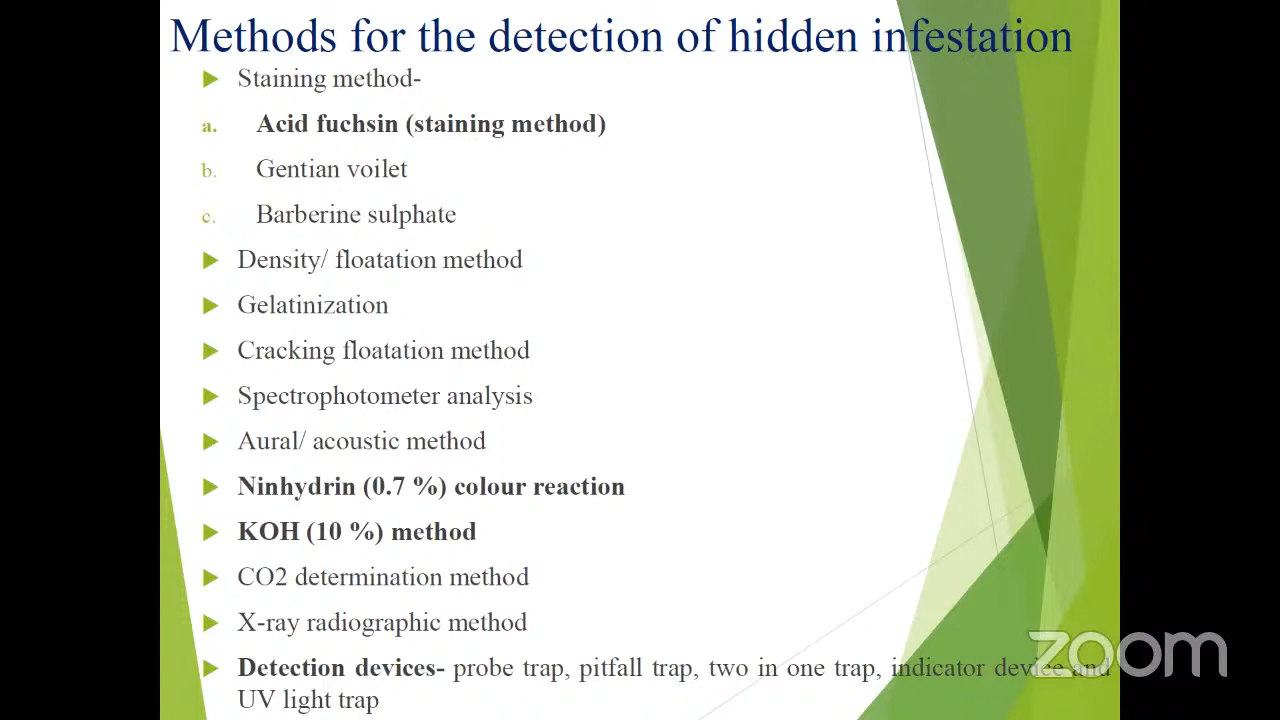 Methods for the detection of hidden infestation
Staining method-
a. Acid fuchsin (staining method)
b. Gentian voilet
c. Barberine sulphate
Density/ floatation method
Gelatinization
Cracking floatation method
Spectrophotometer analysis
Aural/ acoustic method
Ninhydrin (0.7 %) colour reaction
KOH (10 %) method
CO2 determination method
X-ray radiographic method
Detection devices- probe trap, pitfall trap, two in one trap, indicator device and
UV light trap
zoom